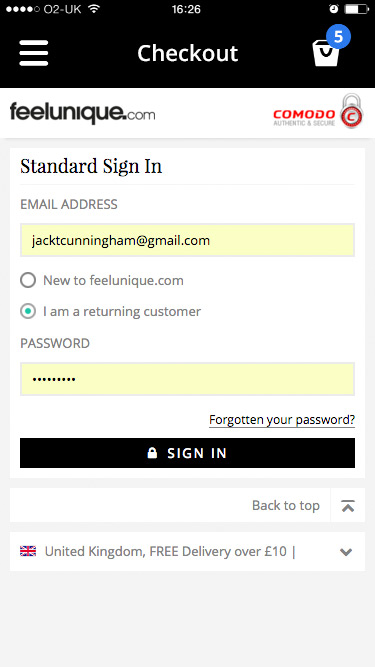 O2-UK 16:26
Checkout 5
feelunique.com
COMODO
AUTHENTIC & SECURE
Standard Sign In
EMAIL ADDRESS
jacktcunningham@gmail.com
New to feelunique.com
I am a returning customer
PASSWORD
•••••••••
Forgotten your password?
SIGN IN
Back to top
United Kingdom, FREE Delivery over £10 |